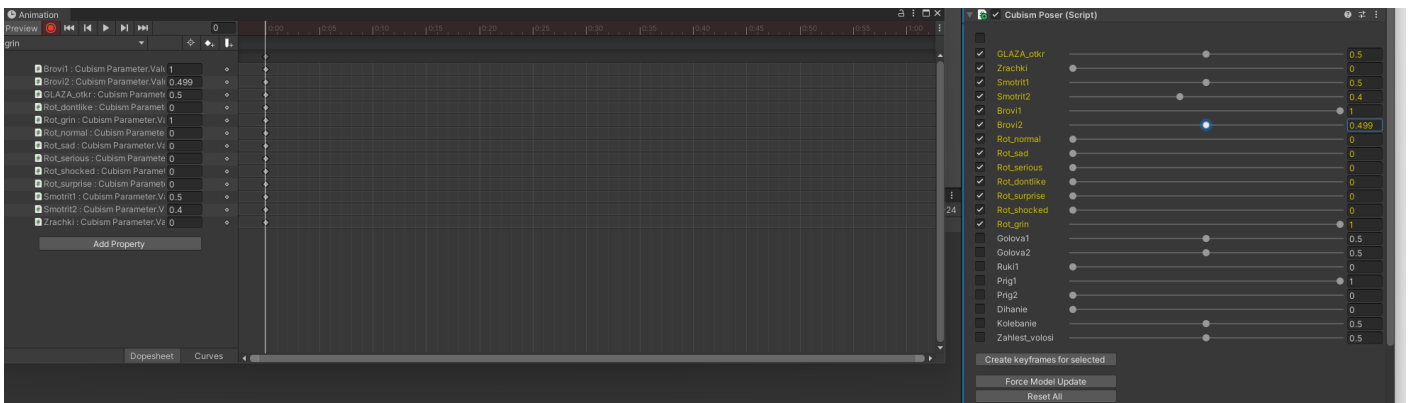 Animation
Preview 0
0:00 0:05 0:10 0:15 0:20 0:25 0:30 0:35 0:40 0:45 0:50 0:55 1:00
grin
Brovi1 : Cubism Parameter.Valu 1
Brovi2 : Cubism Parameter.Valu 0.499
GLAZA_otkr : Cubism Paramete 0.5
Rot_dontlike : Cubism Paramet 0
Rot_grin : Cubism Parameter.Va 1
Rot_normal : Cubism Paramete 0
Rot_sad : Cubism Parameter.Va 0
Rot_serious : Cubism Paramete 0
Rot_shocked : Cubism Paramet 0
Rot_surprise : Cubism Paramete 0
Smotrit1 : Cubism Parameter.Va 0.5
Smotrit2 : Cubism Parameter.V 0.4
Zrachki : Cubism Parameter.Va 0
Add Property
Dopesheet Curves
24
Cubism Poser (Script)
GLAZA_otkr 0.5
Zrachki 0
Smotrit1 0.5
Smotrit2 0.4
Brovi1 1
Brovi2 0.499
Rot_normal 0
Rot_sad 0
Rot_serious 0
Rot_dontlike 0
Rot_surprise 0
Rot_shocked 0
Rot_grin 1
Golova1 0.5
Golova2 0.5
Ruki1 0
Prig1 1
Prig2 0
Dihanie 0
Kolebanie 0.5
Zahlest_volosi 0.5
Create keyframes for selected
Force Model Update
Reset All